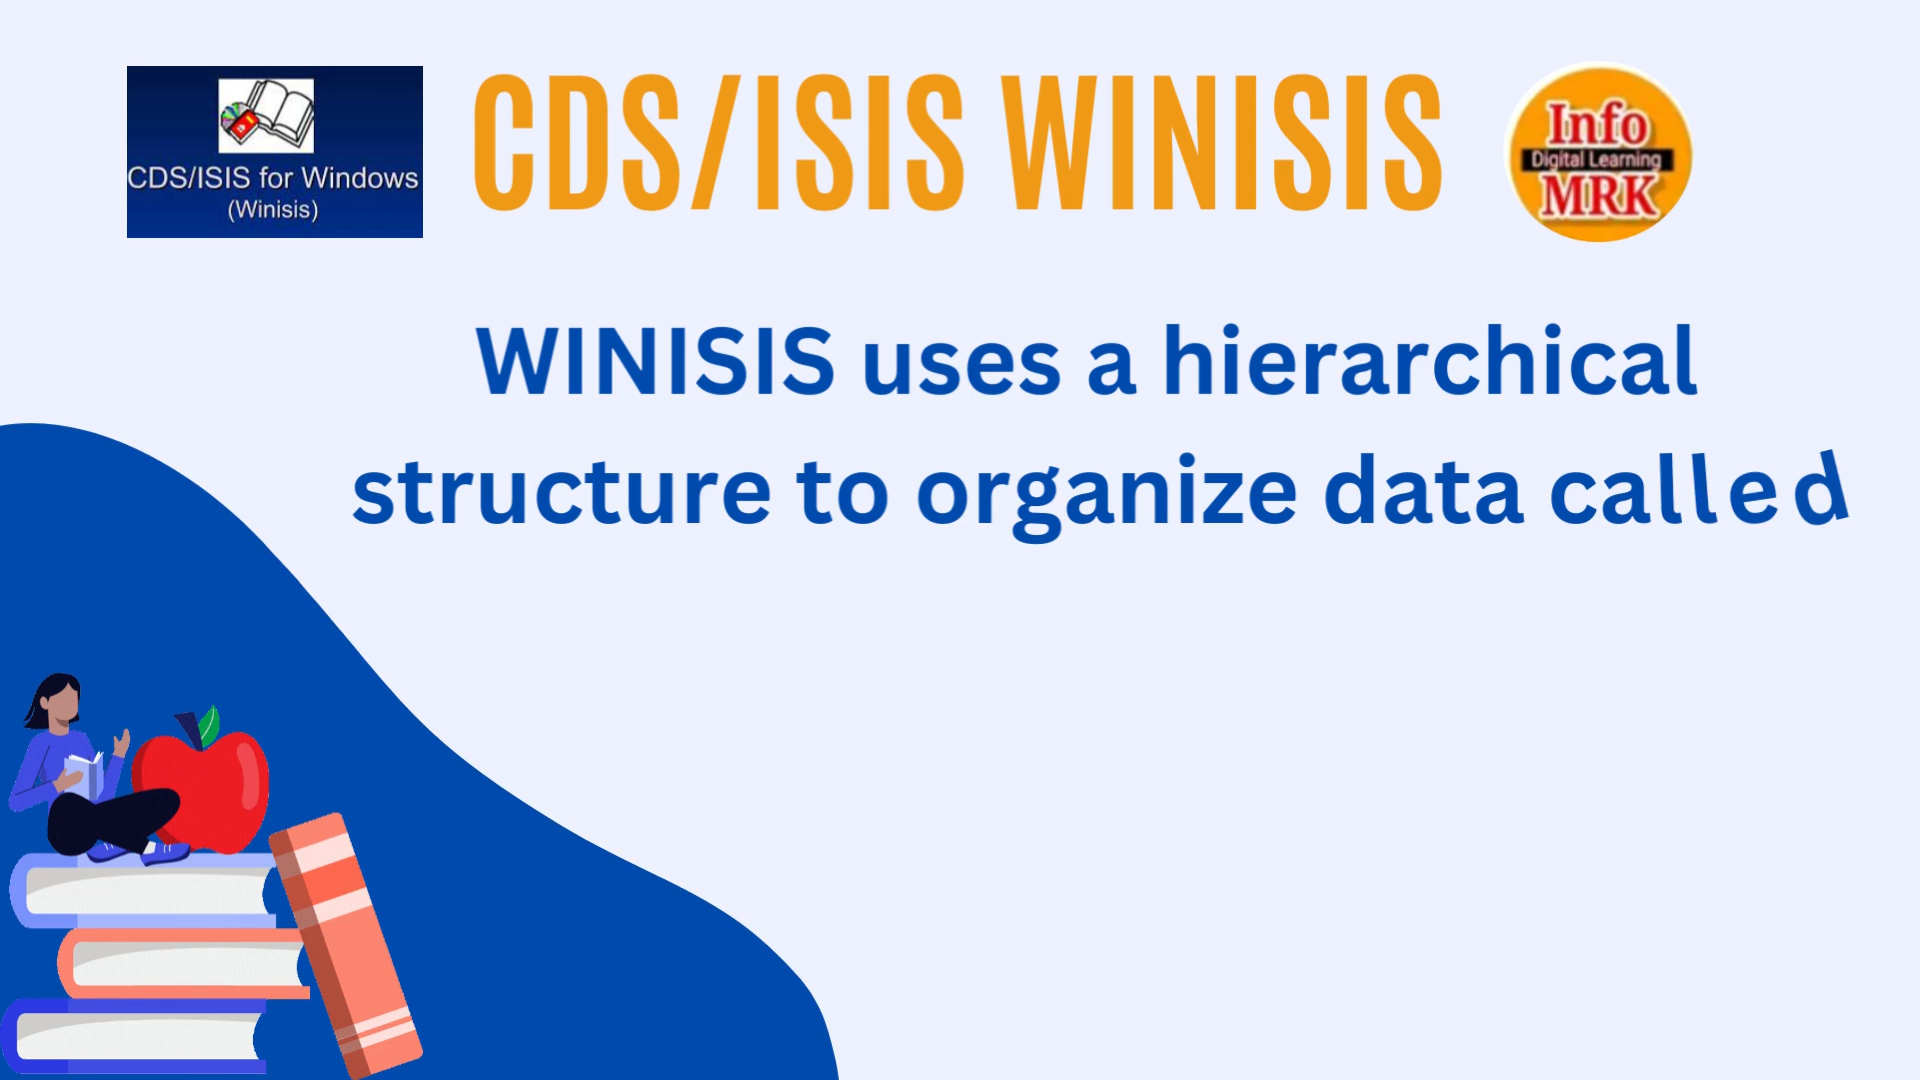 CDS/ISIS for Windows
(Winisis)
CDS/ISIS WINISIS
Info
Digital Learning
MRK
WINISIS uses a hierarchical
structure to organize data called